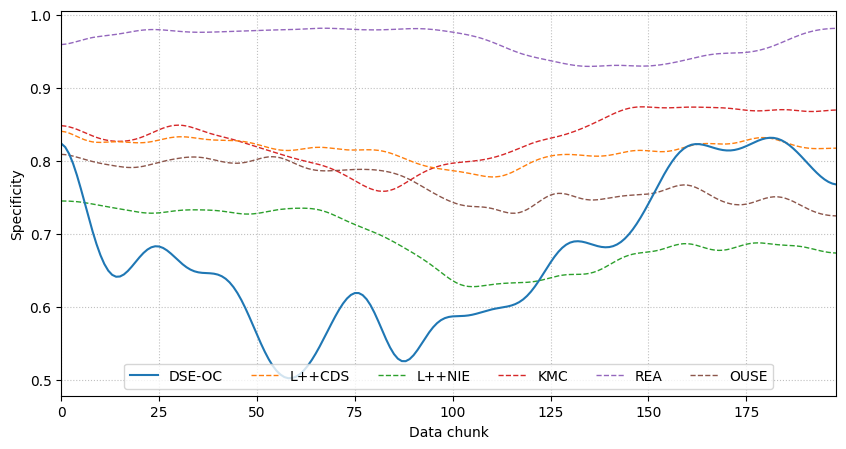 1.0
0.9
0.8
0.7
0.6
0.5
Specificity
DSE-OC L++CDS L++NIE KMC REA OUSE
0 25 50 75 100 125 150 175
Data chunk